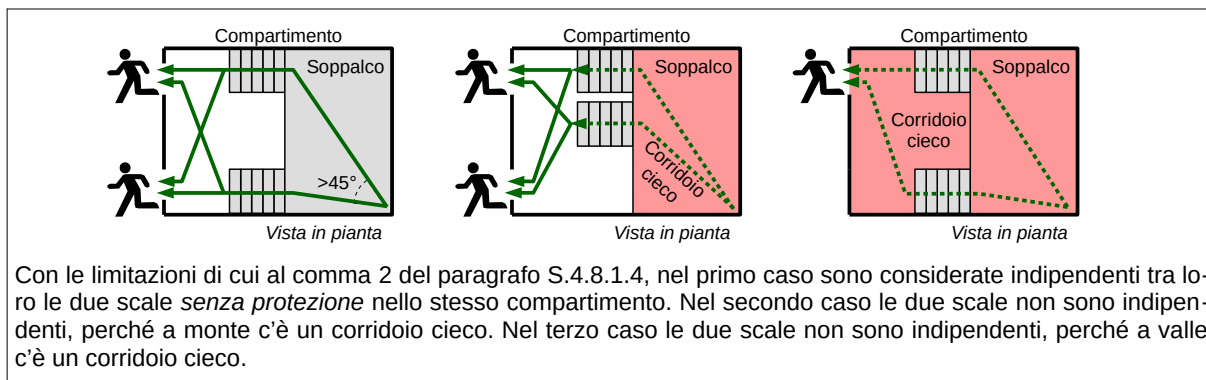 Compartimento
Compartimento
Compartimento
Soppalco
Soppalco
Soppalco
>45°
Corridoio
cieco
Corridoio
cieco
Vista in pianta
Vista in pianta
Vista in pianta
Con le limitazioni di cui al comma 2 del paragrafo S.4.8.1.4, nel primo caso sono considerate indipendenti tra lo-
ro le due scale senza protezione nello stesso compartimento. Nel secondo caso le due scale non sono indipen-
denti, perché a monte c'è un corridoio cieco. Nel terzo caso le due scale non sono indipendenti, perché a valle
c'è un corridoio cieco.